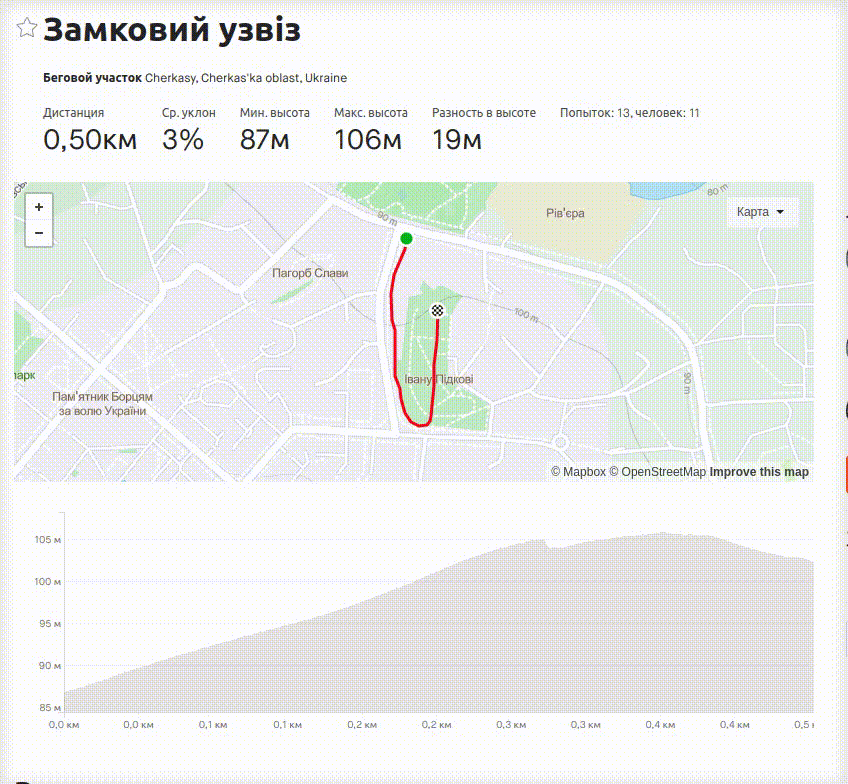 Замковий узвіз
Беговой участок Cherkasy, Cherkas'ka oblast, Ukraine
Дистанция Ср. уклон Мин. высота Макс. высота Разность в высоте Попыток: 13, человек: 11
0,50км 3% 87м 106м 19м
+
−
90 m
80 m
Рів'єра
Карта
Пагорб Слави
100 m
парк
Івану Підкові
90 m
Пам'ятник Борцям
за волю України
© Mapbox © OpenStreetMap Improve this map
105 м
100 м
95 м
90 м
85 м
0,0 км 0,0 км 0,1 км 0,1 км 0,2 км 0,2 км 0,3 км 0,3 км 0,4 км 0,4 км 0,5